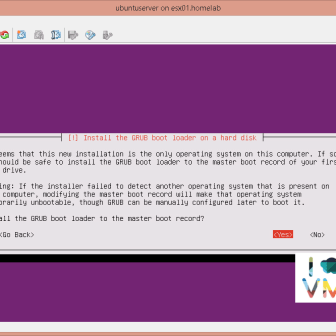 ubuntuserver on esx01.homelab
[!] Install the GRUB boot loader on a hard disk
eems that this new installation is the only operating system on this computer. If so
hould be safe to install the GRUB boot loader to the master boot record of your firs
drive.
ing: If the installer failed to detect another operating system that is present on
computer, modifying the master boot record will make that operating system
orarily unbootable, though GRUB can be manually configured later to boot it.
all the GRUB boot loader to the master boot record?
<Go Back>
<Yes>
<No>
I
VM